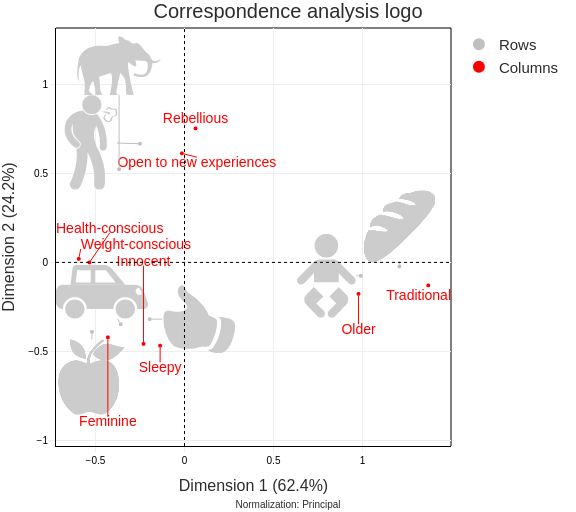 Correspondence analysis logo
Rows
Columns
Dimension 2 (24.2%)
1
0.5
0
−0.5
−1
Rebellious
Open to new experiences
Health-conscious
Weight-conscious
Innocent
Traditional
Older
Sleepy
Feminine
−0.5
0
0.5
1
Dimension 1 (62.4%)
Normalization: Principal